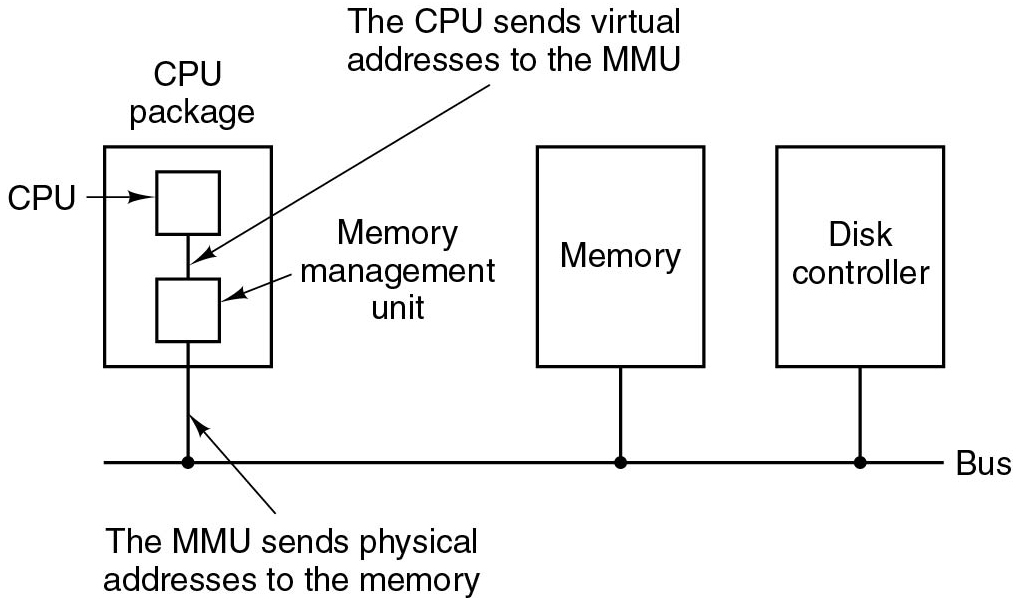 The CPU sends virtual
addresses to the MMU
CPU
package
CPU
Memory
management
unit
Memory
Disk
controller
Bus
The MMU sends physical
addresses to the memory